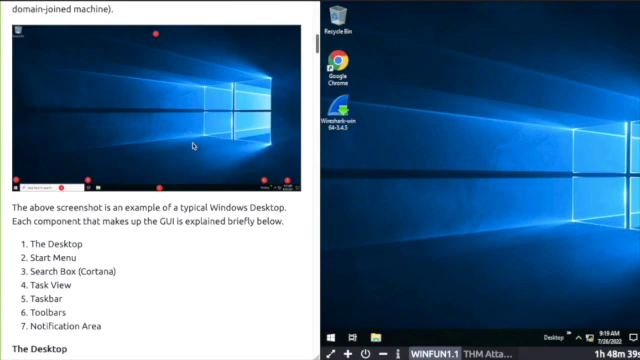 domain-joined machine).
The above screenshot is an example of a typical Windows Desktop.
Each component that makes up the GUI is explained briefly below.
1. The Desktop
2. Start Menu
3. Search Box (Cortana)
4. Task View
5. Taskbar
6. Toolbars
7. Notification Area
The Desktop
Recycle Bin
Google
Chrome
Wireshark-win
64-3.4.5
Desktop
9:19 AM
7/26/2022
WINFUN1.1
THM Atta...
1h 48m 39